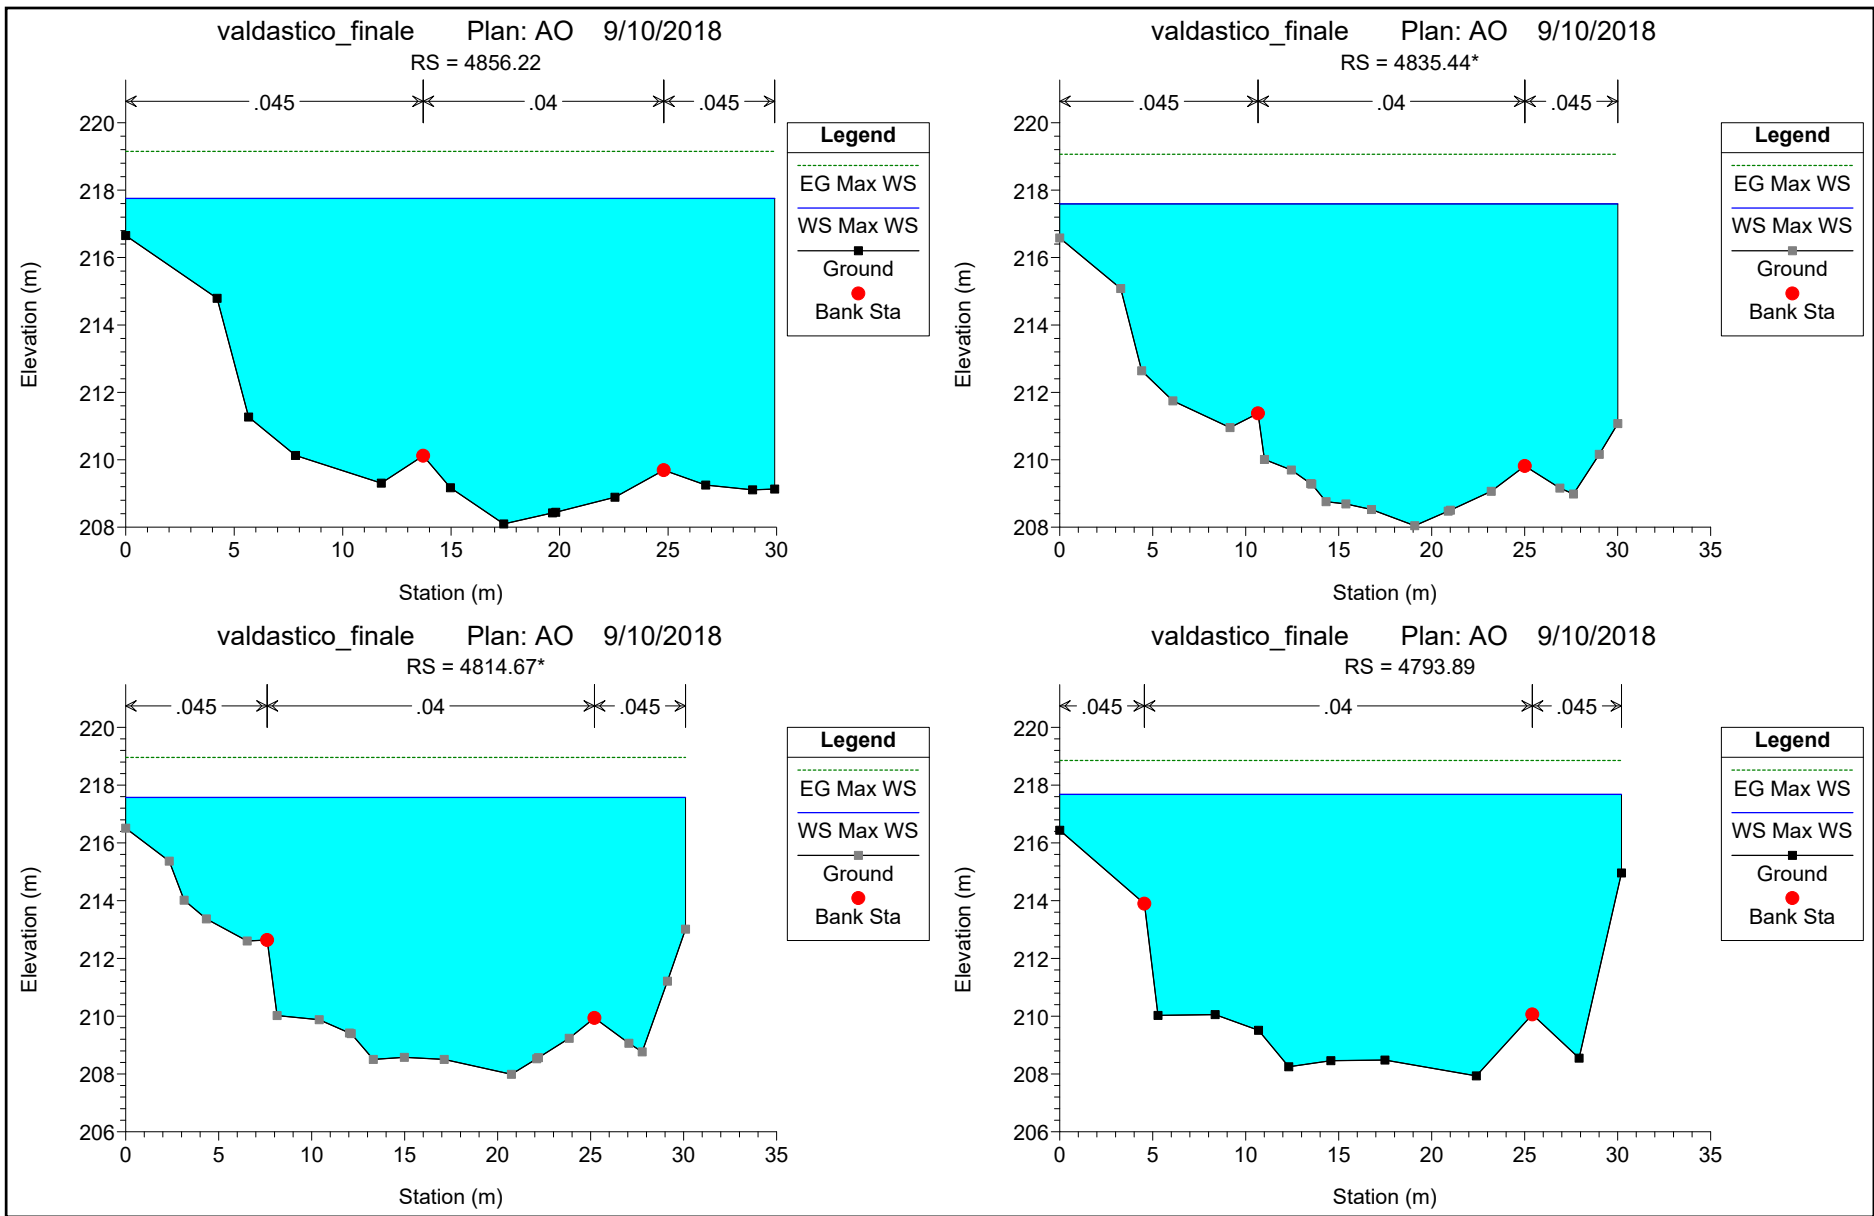 valdastico_finale Plan: AO 9/10/2018
RS = 4856.22
.045 .04 .045
220
218
216
214
212
210
208
0 5 10 15 20 25 30
Elevation (m)
Station (m)
Legend
EG Max WS
WS Max WS
Ground
Bank Sta
valdastico_finale Plan: AO 9/10/2018
RS = 4835.44*
.045 .04 .045
220
218
216
214
212
210
208
0 5 10 15 20 25 30 35
Elevation (m)
Station (m)
Legend
EG Max WS
WS Max WS
Ground
Bank Sta
valdastico_finale Plan: AO 9/10/2018
RS = 4814.67*
.045 .04 .045
220
218
216
214
212
210
208
206
0 5 10 15 20 25 30 35
Elevation (m)
Station (m)
Legend
EG Max WS
WS Max WS
Ground
Bank Sta
valdastico_finale Plan: AO 9/10/2018
RS = 4793.89
.045 .04 .045
220
218
216
214
212
210
208
206
0 5 10 15 20 25 30 35
Elevation (m)
Station (m)
Legend
EG Max WS
WS Max WS
Ground
Bank Sta